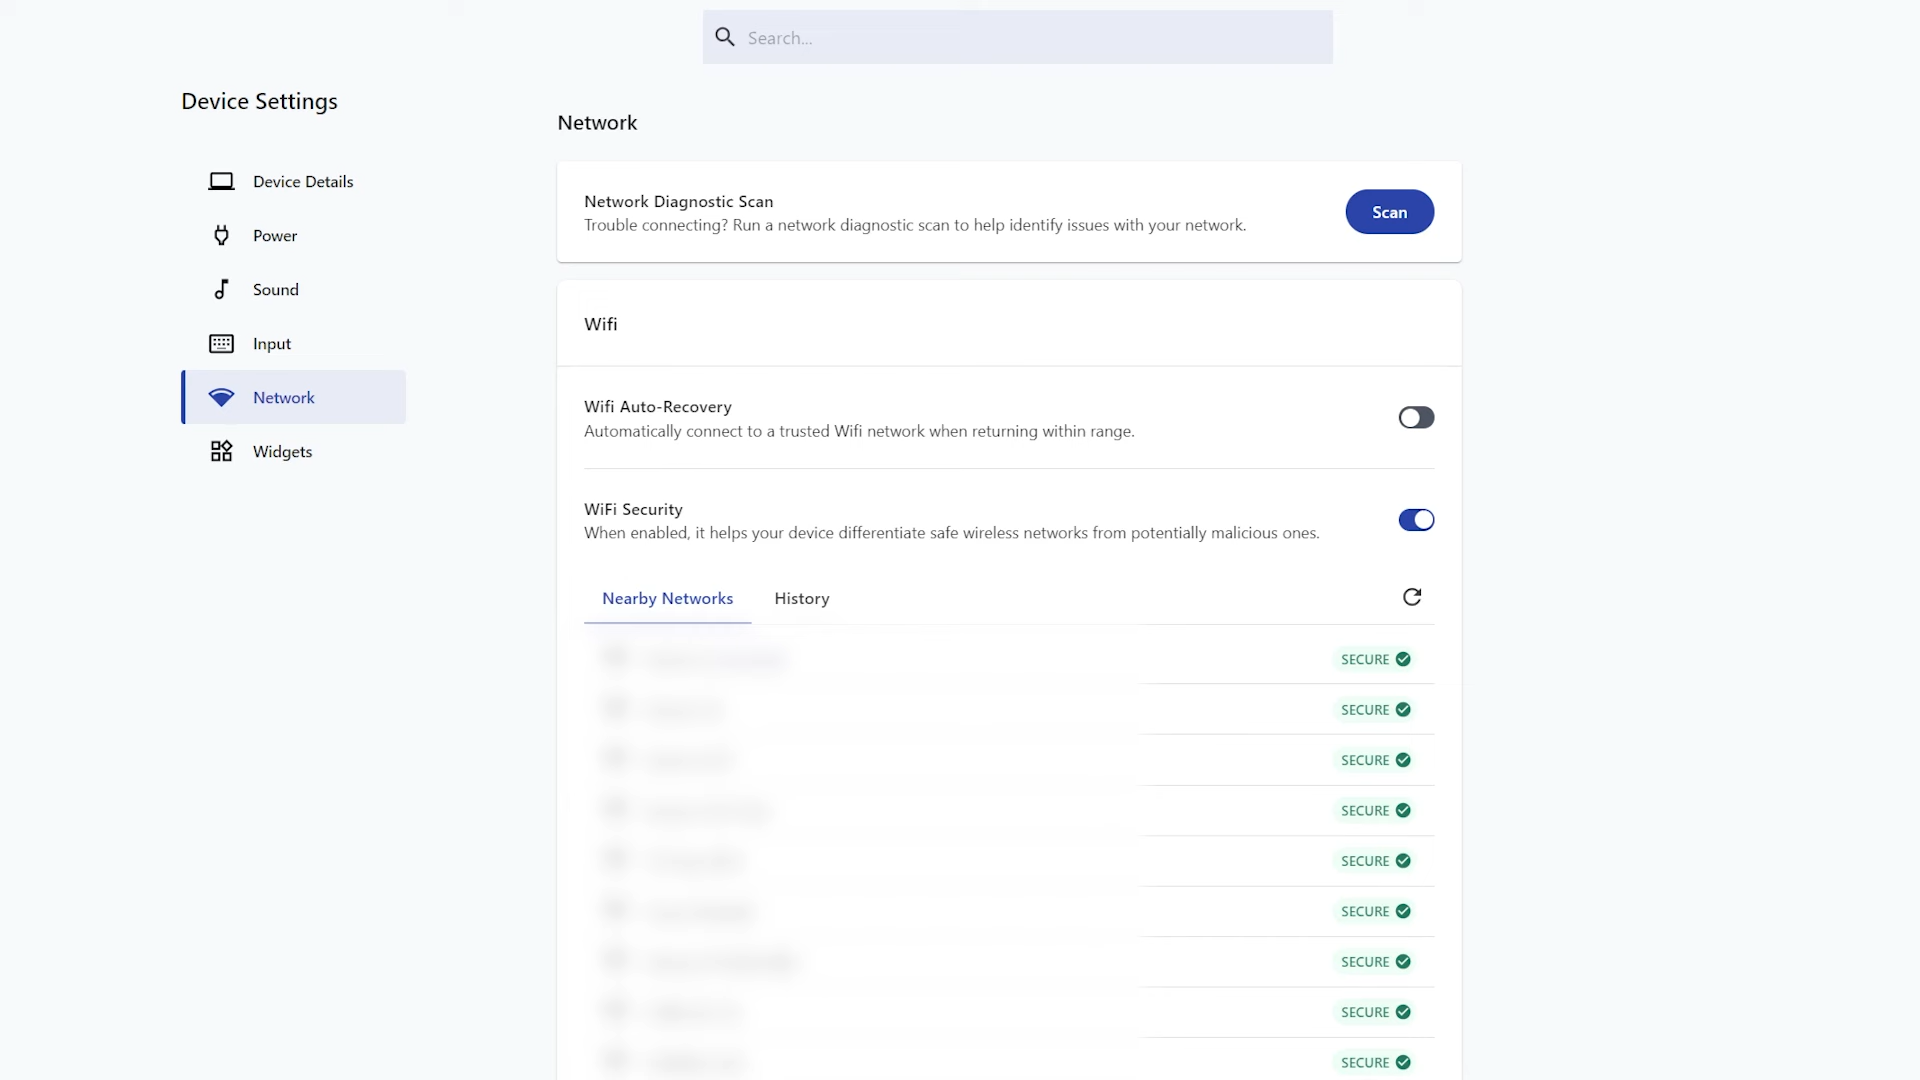 Search...
Device Settings
Device Details
Power
Sound
Input
Network
Widgets
Network
Network Diagnostic Scan
Trouble connecting? Run a network diagnostic scan to help identify issues with your network.
Scan
Wifi
Wifi Auto-Recovery
Automatically connect to a trusted Wifi network when returning within range.
WiFi Security
When enabled, it helps your device differentiate safe wireless networks from potentially malicious ones.
Nearby Networks
History
SECURE
SECURE
SECURE
SECURE
SECURE
SECURE
SECURE
SECURE
SECURE